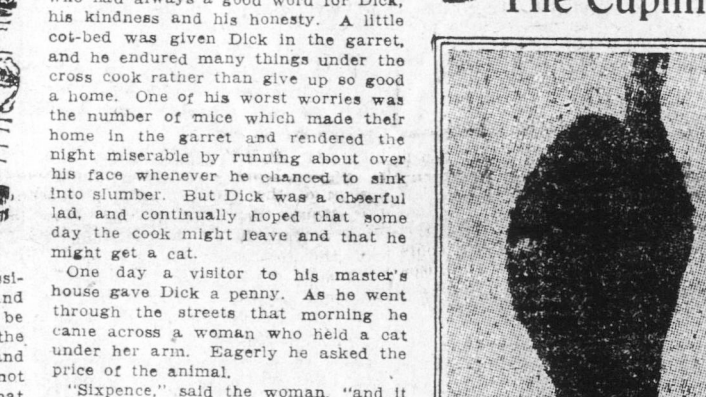 who had always a good word for Dick,
his kindness and his honesty. A little
cot-bed was given Dick in the garret,
and he endured many things under the
cross cook rather than give up so good
a home. One of his worst worries was
the number of mice which made their
home in the garret and rendered the
night miserable by running about over
his face whenever he chanced to sink
into slumber. But Dick was a cheerful
lad, and continually hoped that some
day the cook might leave and that he
might get a cat.
One day a visitor to his master's
house gave Dick a penny. As he went
through the streets that morning he
came across a woman who held a cat
under her arm. Eagerly he asked the
price of the animal.
"Sixpence," said the woman, "and it
be
the
not
The